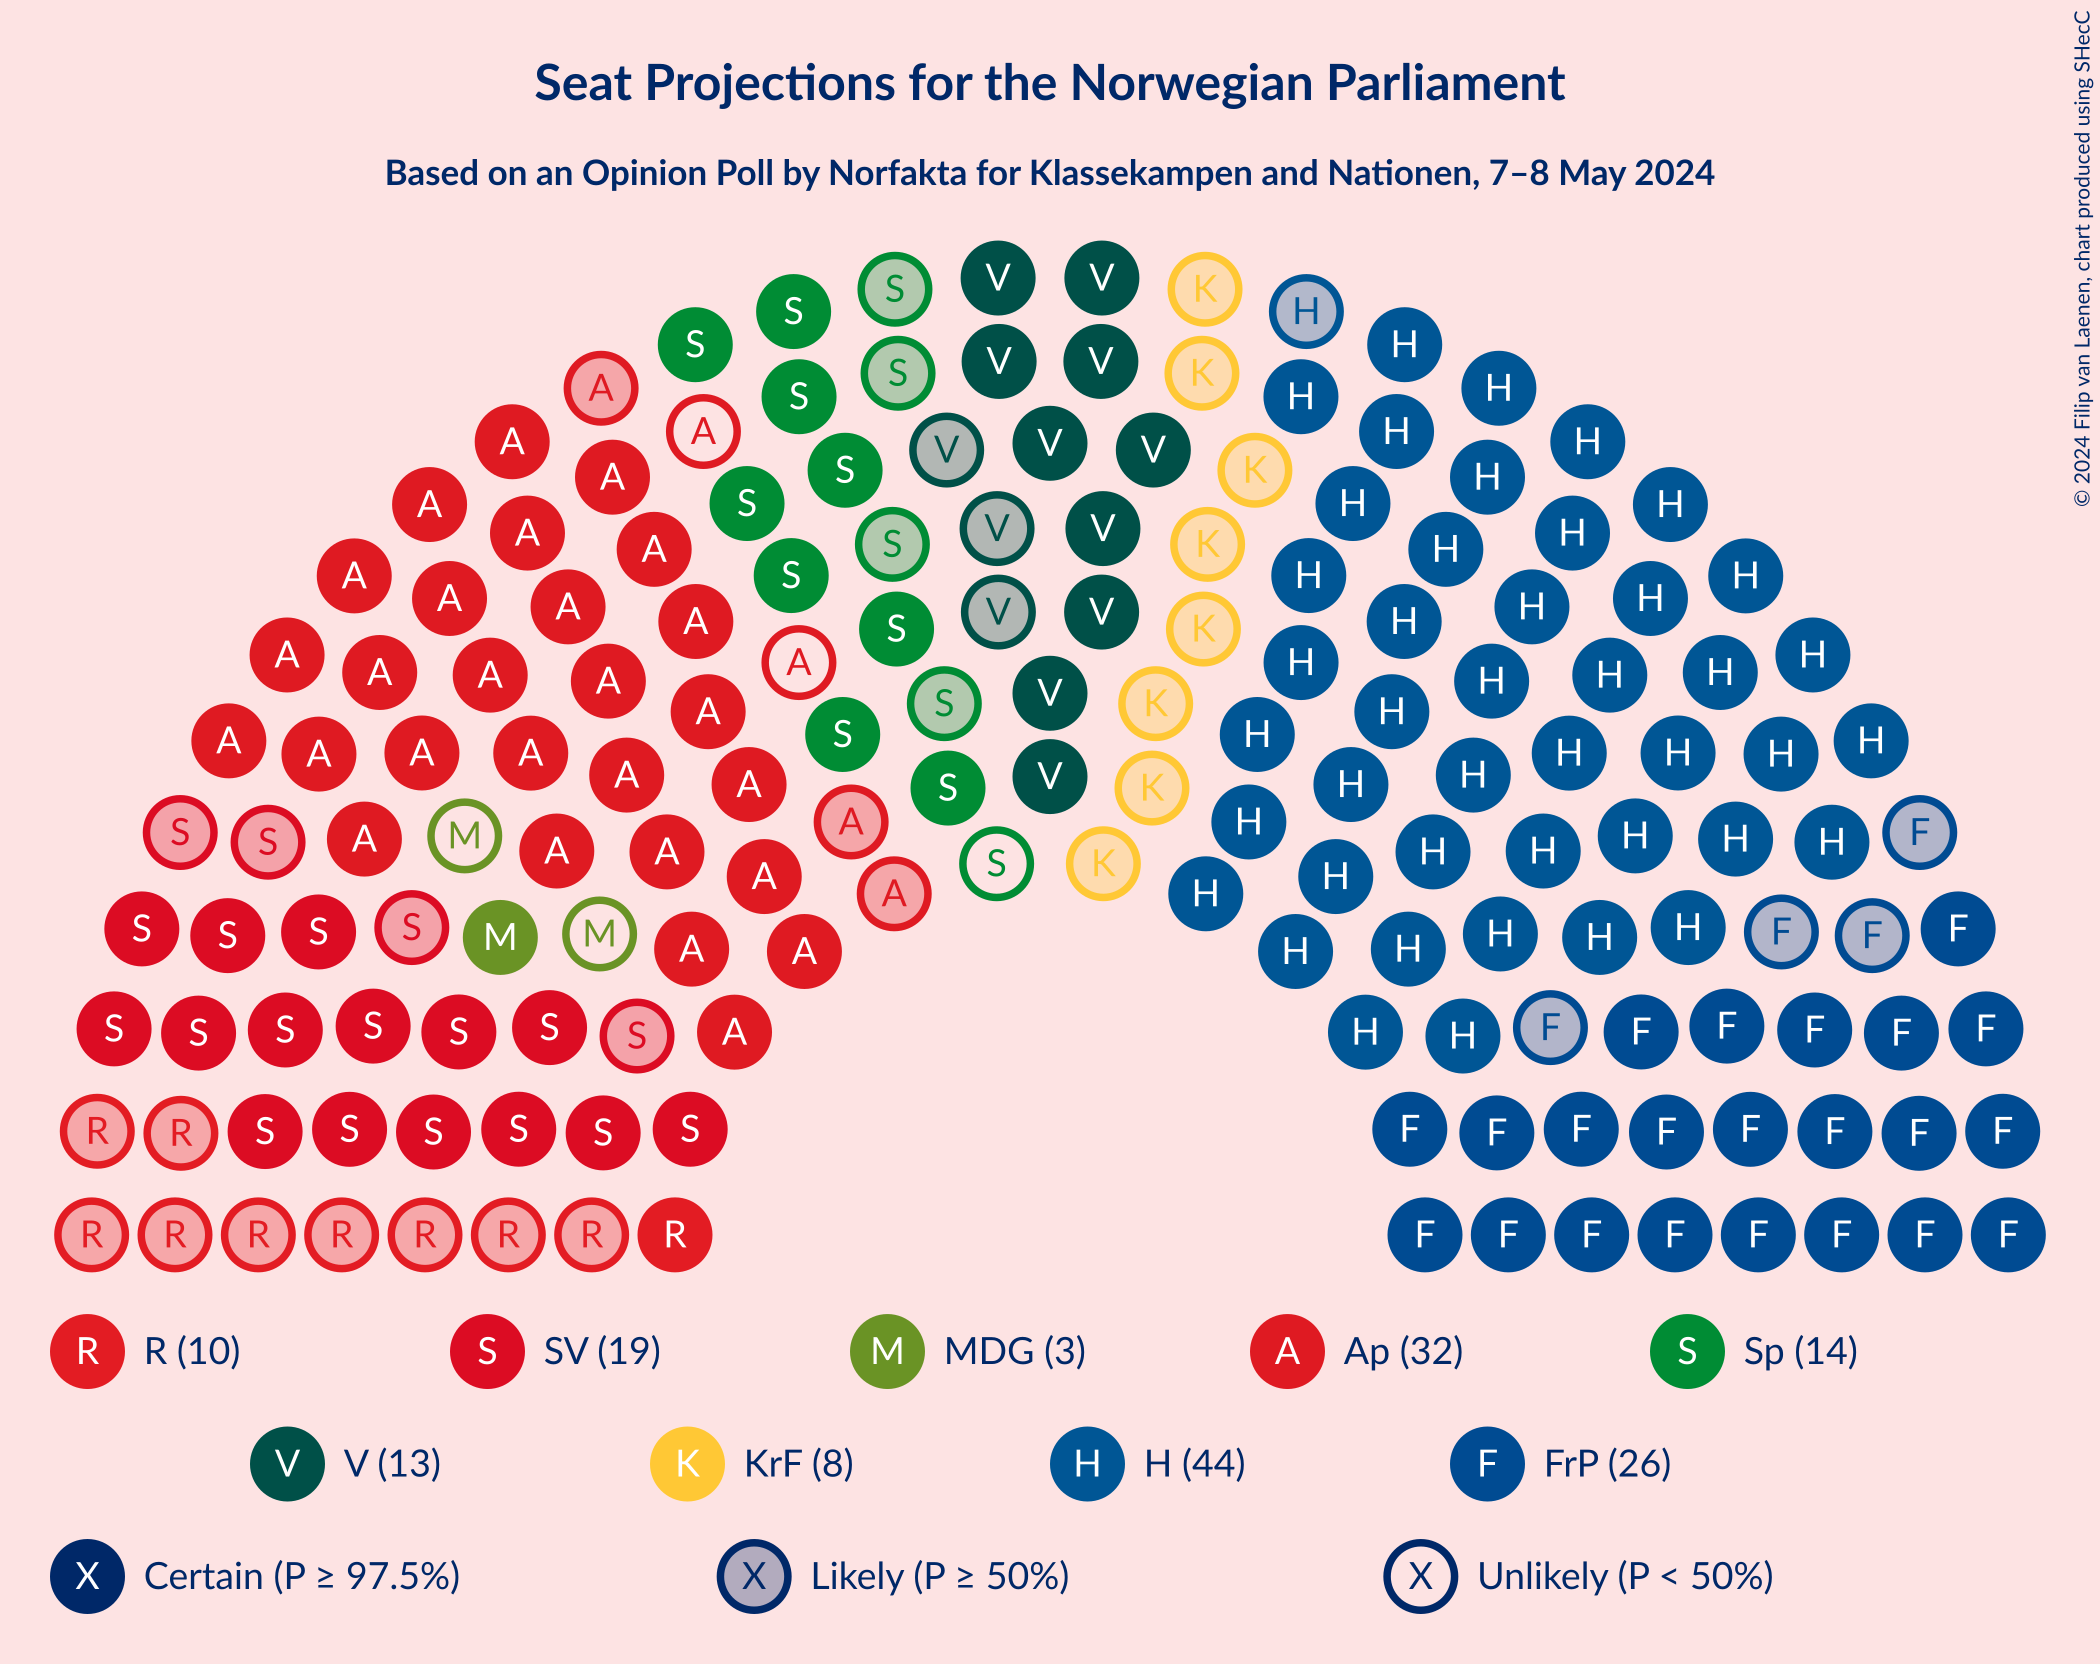 Seat Projections for the Norwegian Parliament
Based on an Opinion Poll by Norfakta for Klassekampen and Nationen, 7–8 May 2024
© 2024 Filip van Laenen, chart produced using SHecC
V V
S K
S H
S H
A H
V V
S K
A H
S H
A H
V
V V
S K
A H
A H
S H
A H
V V
S K
A H
A H
S H
A H
V V
S K
A H
A H
A H
A H
V
S K
A H
A H
A H
A H
V
S K
S H
A H
A H
A H
A H
A H
A H
A H
S K
A H
S F
S H
A H
M H
A H
A H
A H
A H
S F
S F
S F
S H
M H
M H
A H
A H
S S S S S S S A H H F F F F F F
R R S S S S S S F F F F F F F F
R R R R R R R R F F F F F F F F
R R (10) S SV (19) M MDG (3) A Ap (32) S Sp (14)
V V (13) K KrF (8) H H (44) F FrP (26)
X Certain (P ≥ 97.5%) X Likely (P ≥ 50%) X Unlikely (P < 50%)